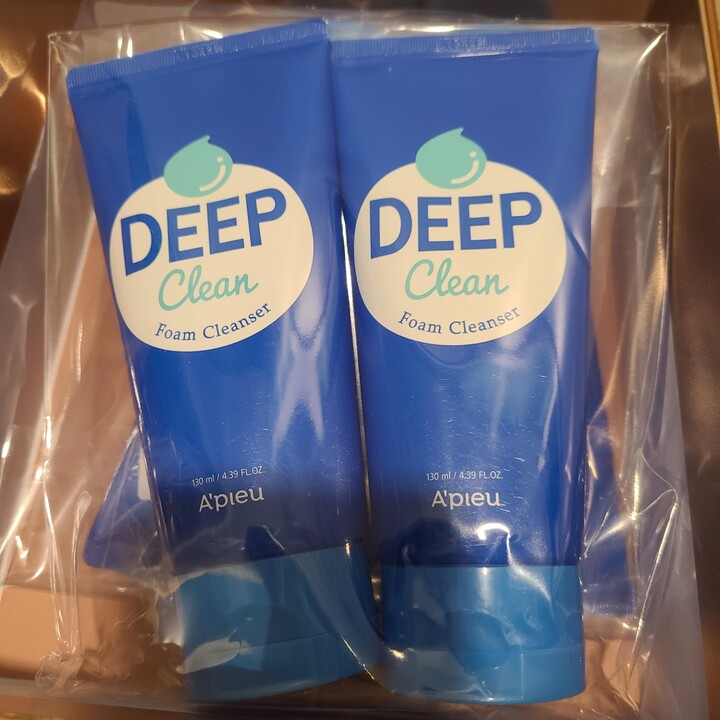 DEEP
Clean
Foam Cleanser
130 ml / 4.39 FL.OZ.
A'pieu
DEEP
Clean
Foam Cleanser
130 ml / 4.39 FL.OZ.
A'pieu